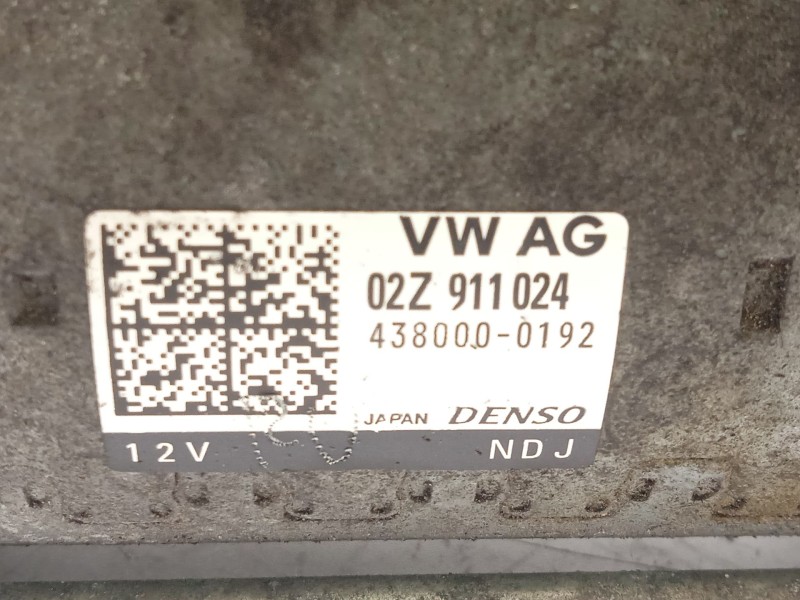 VW AG
02Z 911 024
438000-0192
JAPAN DENSO
12V NDJ